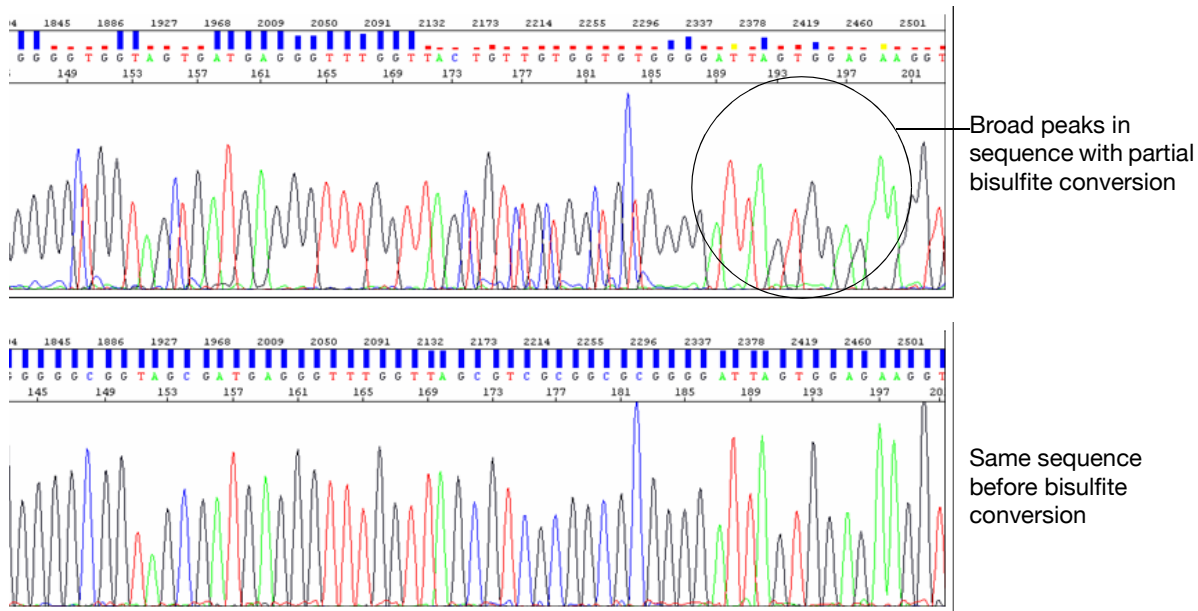 1845 1886 1927 1968 2009 2050 2091 2132 2173 2214 2255 2296 2337 2378 2419 2460 2501
G G G G T G G T A G T G A T G A G G G T T T G G T T A C T G T T G T G G T G T G G G G A T T A G T G G A G A A G G T
149 153 157 161 165 169 173 177 181 185 189 193 197 201
Broad peaks in
sequence with partial
bisulfite conversion
1845 1886 1927 1968 2009 2050 2091 2132 2173 2214 2255 2296 2337 2378 2419 2460 2501
G G G G G C G G T A G C G A T G A G G G T T T G G T T A G C G T C G C G G C G C G G G G A T T A G T G G A G A A G G T
145 149 153 157 161 165 169 173 177 181 185 189 193 197
Same sequence
before bisulfite
conversion